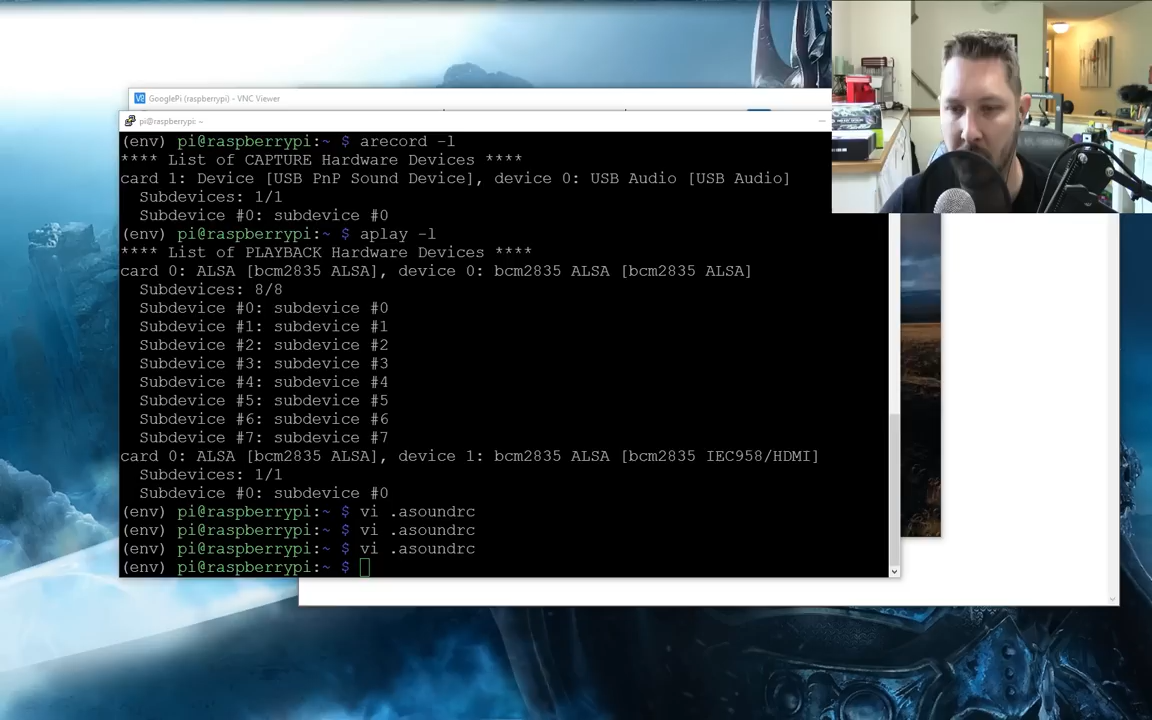 GooglePi (raspberrypi) - VNC Viewer
pi@raspberrypi: ~
(env) pi@raspberrypi:~ $ arecord -l
**** List of CAPTURE Hardware Devices ****
card 1: Device [USB PnP Sound Device], device 0: USB Audio [USB Audio]
  Subdevices: 1/1
  Subdevice #0: subdevice #0
(env) pi@raspberrypi:~ $ aplay -l
**** List of PLAYBACK Hardware Devices ****
card 0: ALSA [bcm2835 ALSA], device 0: bcm2835 ALSA [bcm2835 ALSA]
  Subdevices: 8/8
  Subdevice #0: subdevice #0
  Subdevice #1: subdevice #1
  Subdevice #2: subdevice #2
  Subdevice #3: subdevice #3
  Subdevice #4: subdevice #4
  Subdevice #5: subdevice #5
  Subdevice #6: subdevice #6
  Subdevice #7: subdevice #7
card 0: ALSA [bcm2835 ALSA], device 1: bcm2835 ALSA [bcm2835 IEC958/HDMI]
  Subdevices: 1/1
  Subdevice #0: subdevice #0
(env) pi@raspberrypi:~ $ vi .asoundrc
(env) pi@raspberrypi:~ $ vi .asoundrc
(env) pi@raspberrypi:~ $ vi .asoundrc
(env) pi@raspberrypi:~ $